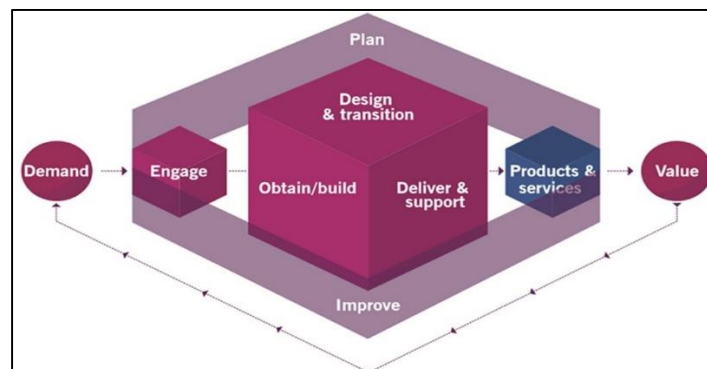 Plan
Design
& transition
Demand
Engage
Obtain/build
Deliver &
support
Products &
services
Value
Improve